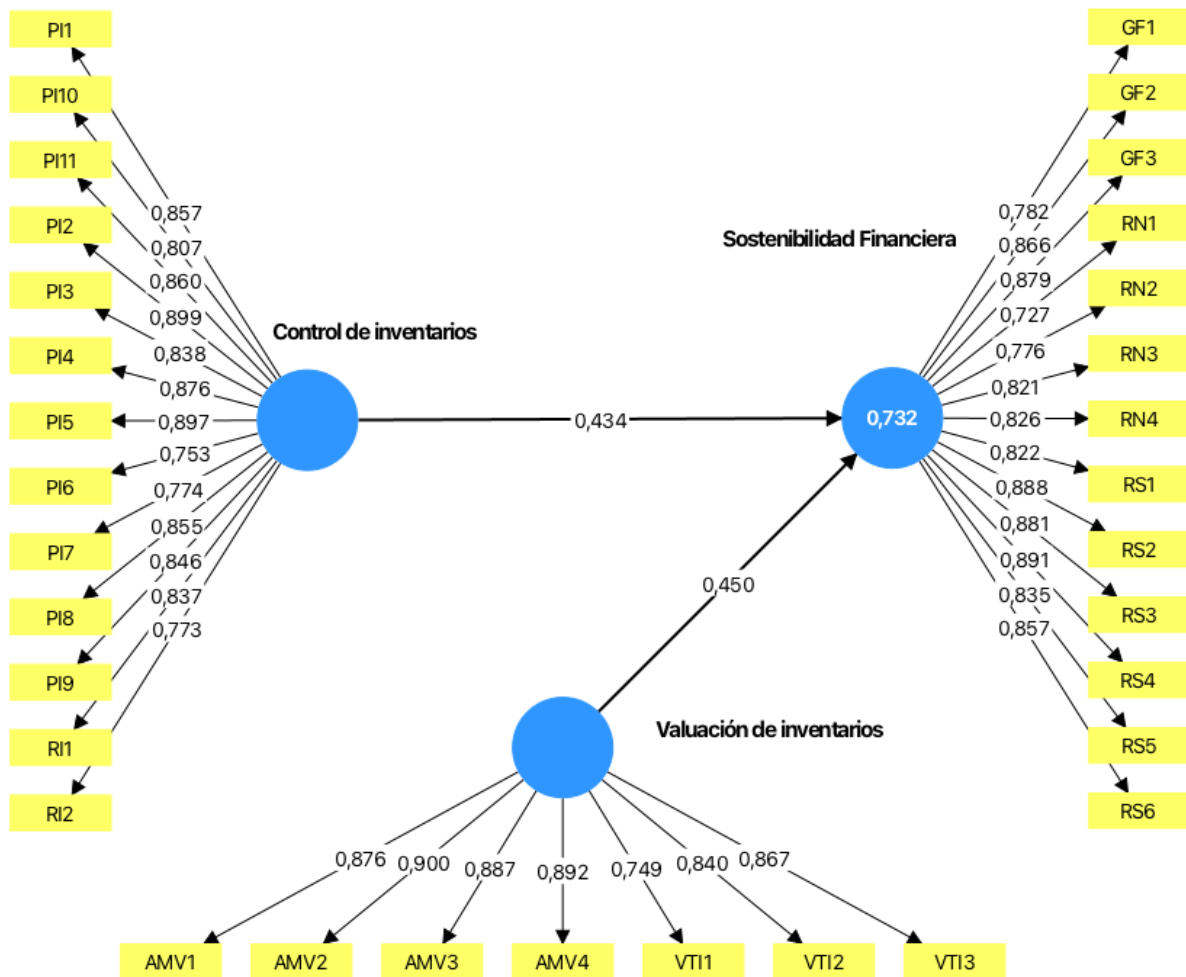 PI1
PI10
PI11
PI2
PI3
PI4
PI5
PI6
PI7
PI8
PI9
RI1
RI2
0,857
0,807
0,860
0,899
0,838
0,876
0,897
0,753
0,774
0,855
0,846
0,837
0,773
Control de inventarios
0,434
Sostenibilidad Financiera
0,732
0,450
Valuación de inventarios
0,782
0,866
0,879
0,727
0,776
0,821
0,826
0,822
0,888
0,881
0,891
0,835
0,857
GF1
GF2
GF3
RN1
RN2
RN3
RN4
RS1
RS2
RS3
RS4
RS5
RS6
0,876
0,900
0,887
0,892
0,749
0,840
0,867
AMV1
AMV2
AMV3
AMV4
VTI1
VTI2
VTI3